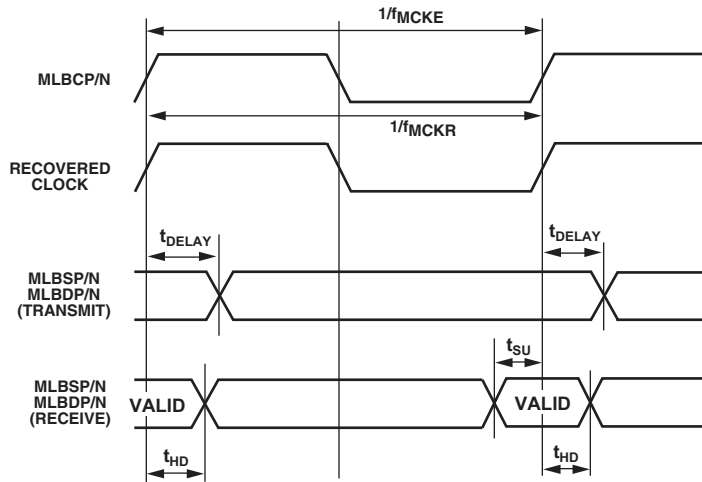 1/fMCKE
MLBCP/N
1/fMCKR
RECOVERED
CLOCK
tDELAY
tDELAY
MLBSP/N
MLBDP/N
(TRANSMIT)
tSU
MLBSP/N
MLBDP/N
(RECEIVE)
VALID
VALID
tHD
tHD